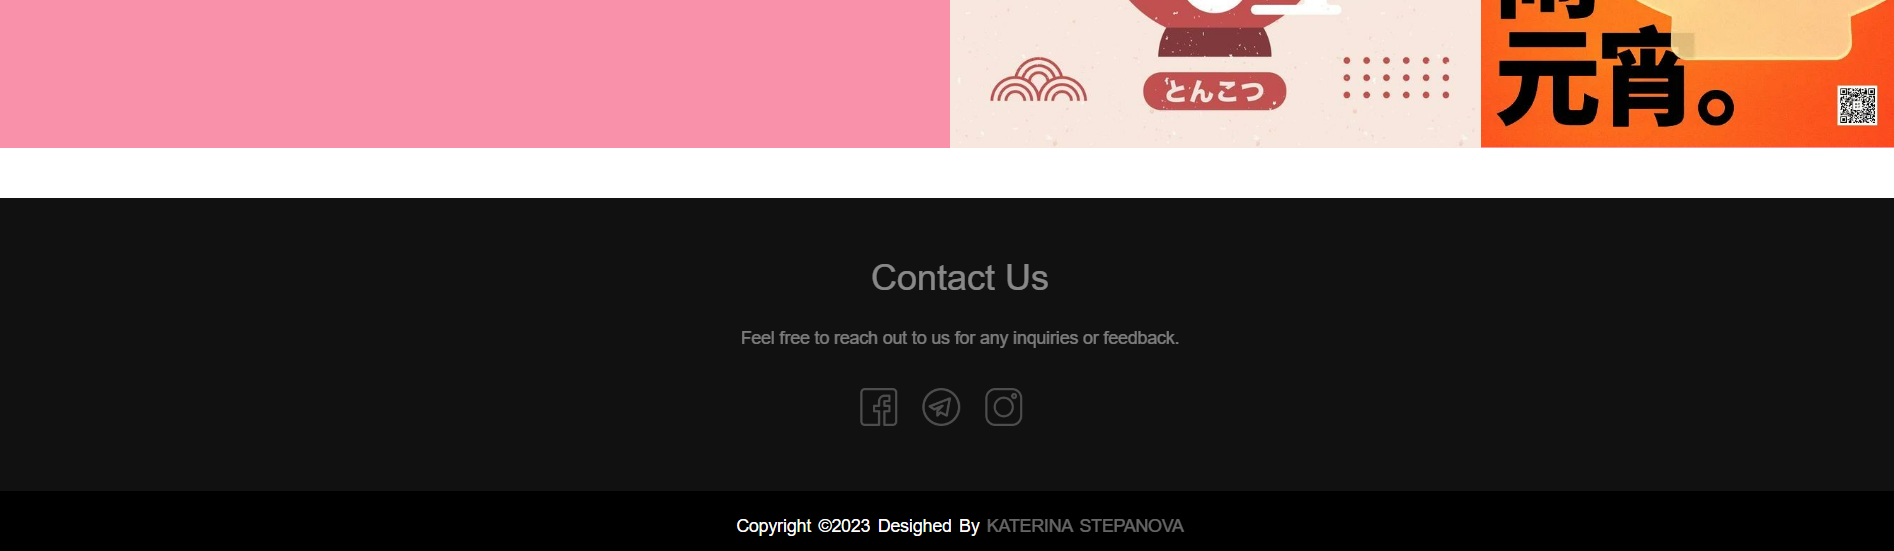 とんこつ
元宵。
Contact Us
Feel free to reach out to us for any inquiries or feedback.
Copyright ©2023 Desighed By KATERINA STEPANOVA